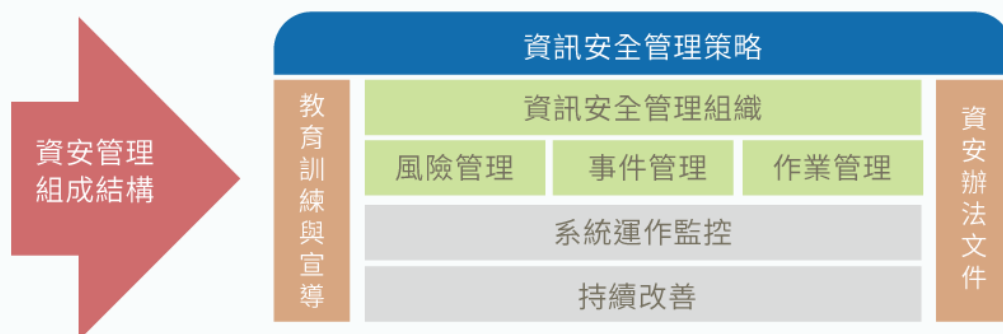 資安管理
組成結構
資訊安全管理策略
教育訓練與宣導
資訊安全管理組織
風險管理
事件管理
作業管理
系統運作監控
持續改善
資安辦法文件